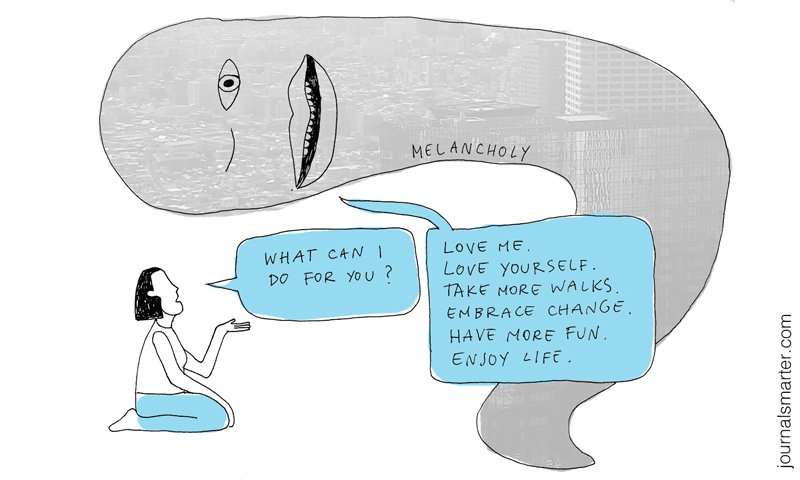 MELANCHOLY
WHAT CAN I
DO FOR YOU?
LOVE ME.
LOVE YOURSELF.
TAKE MORE WALKS.
EMBRACE CHANGE.
HAVE MORE FUN.
ENJOY LIFE.
journalsmarter.com